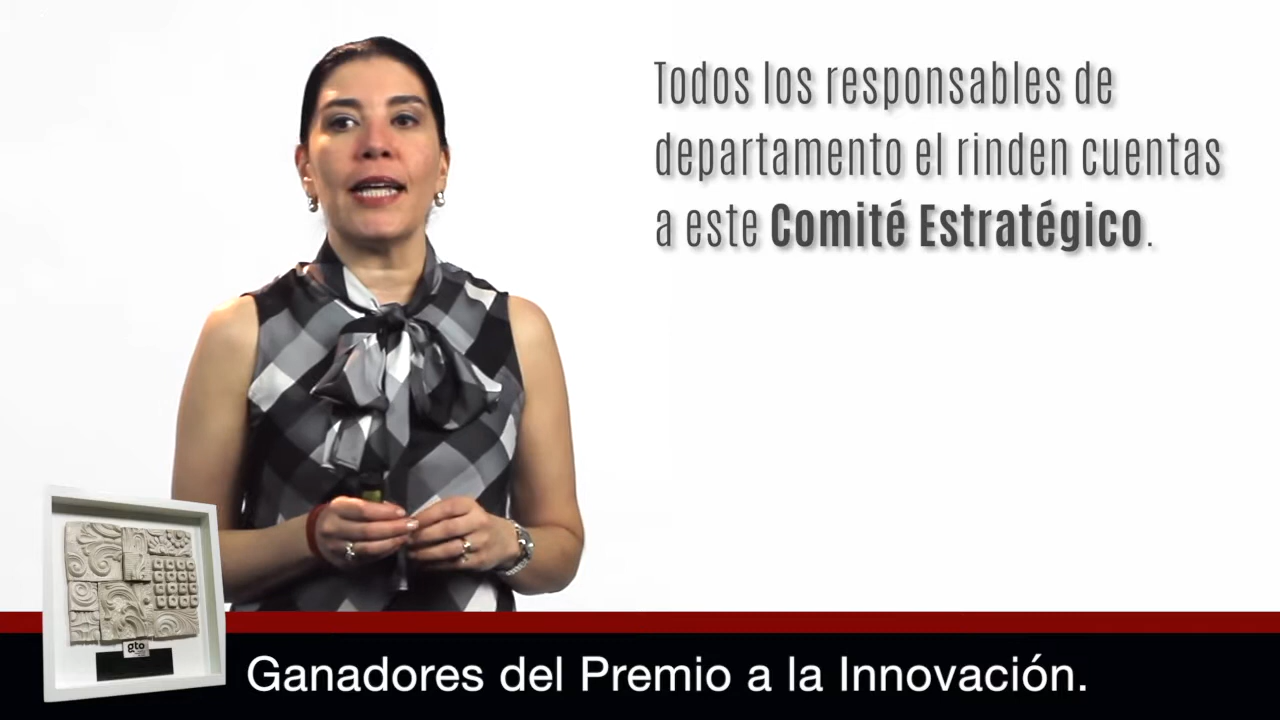 Todos los responsables de
departamento el rinden cuentas
a este Comité Estratégico.
gto
Ganadores del Premio a la Innovación.